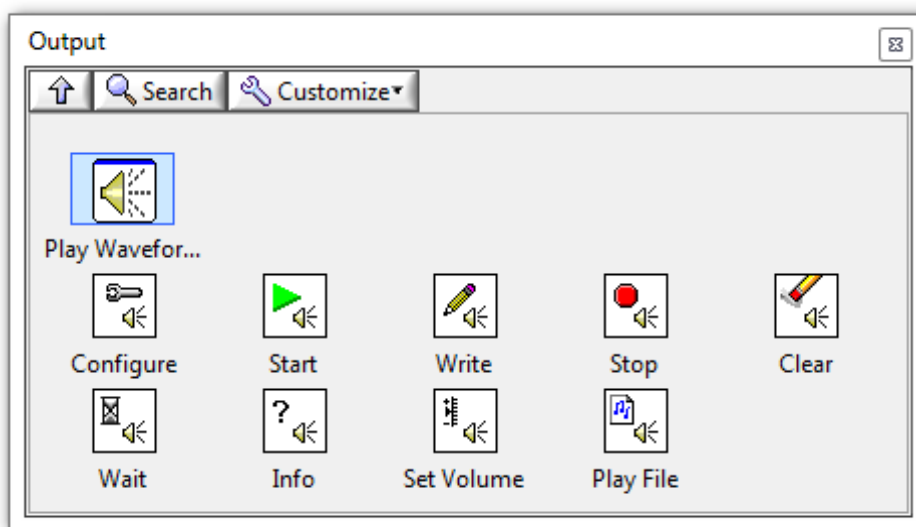 Output
Search Customize
Play Wavefor...
Configure Start Write Stop Clear
?
Wait Info Set Volume Play File